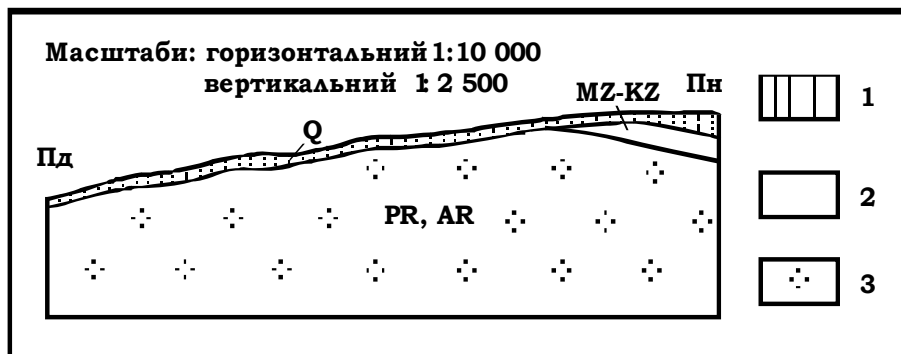 Масштаби: горизонтальний 1:10 000
вертикальний 1: 2 500
MZ-KZ
Пн
1
Q
Пд
2
PR, AR
3